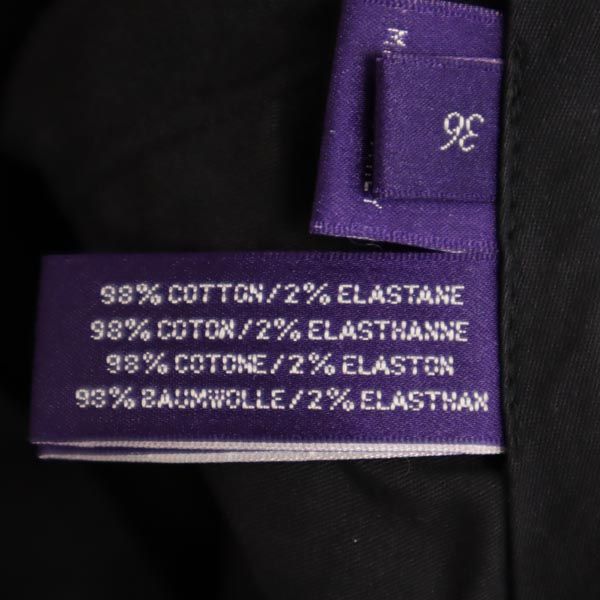 36
98% COTTON/2% ELASTANE
98% COTON/2% ELASTHANNE
98% COTONE/2% ELASTON
98% BAUMWOLLE/2% ELASTHAN